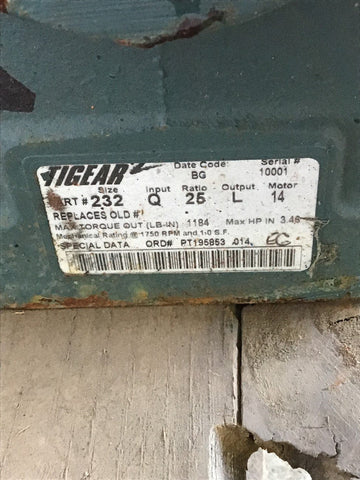 TIGEAR 2
Date Code: Serial #
BG 10001
Size Input Ratio Output Motor
PART # 232 Q 25 L 14
REPLACES OLD #
MAX TORQUE OUT (LB-IN) 1184 Max HP IN 3.46
Mechanical Rating @ 1750 RPM and 1.0 S.F.
SPECIAL DATA ORD# PT195853 014
EG